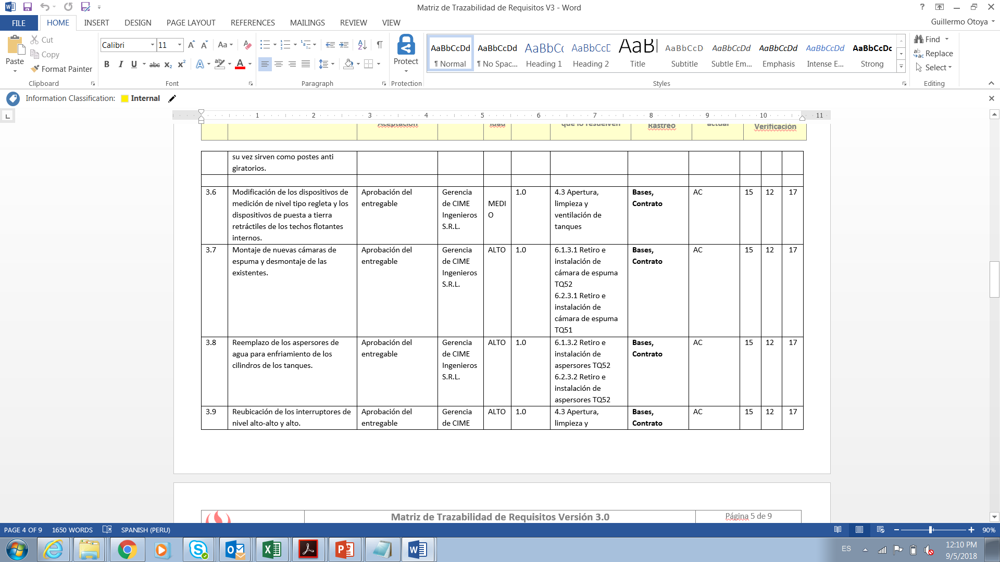 Matriz de Trazabilidad de Requisitos V3 - Word
FILE HOME INSERT DESIGN PAGE LAYOUT REFERENCES MAILINGS REVIEW VIEW
Guillermo Otoya
Paste
Cut
Copy
Format Painter
Clipboard
Calibri 11
Font
Paragraph
Protect
Protection
AaBbCcDd ¶ Normal
AaBbCcDd ¶ No Spac...
AaBbCc Heading 1
AaBbCcD Heading 2
AaBl Title
AaBbCcD Subtitle
AaBbCcDd Subtle Em...
AaBbCcDd Emphasis
AaBbCcDd Intense E...
AaBbCcDc Strong
Styles
Find
Replace
Select
Editing
Information Classification: Internal
1 2 3 4 5 6 7 8 9 10 11
Aceptación
idad
que lo resuelven
Rastreo
actual
Verificación
su vez sirven como postes anti
giratorios.
3.6
Modificación de los dispositivos de
medición de nivel tipo regleta y los
dispositivos de puesta a tierra
retráctiles de los techos flotantes
internos.
Aprobación del
entregable
Gerencia
de CIME
Ingenieros
S.R.L.
MEDI
O
1.0
4.3 Apertura,
limpieza y
ventilación de
tanques
Bases,
Contrato
AC
15
12
17
3.7
Montaje de nuevas cámaras de
espuma y desmontaje de las
existentes.
Aprobación del
entregable
Gerencia
de CIME
Ingenieros
S.R.L.
ALTO
1.0
6.1.3.1 Retiro e
instalación de
cámara de espuma
TQ52
6.2.3.1 Retiro e
instalación de
cámara de espuma
TQ51
Bases,
Contrato
AC
15
12
17
3.8
Reemplazo de los aspersores de
agua para enfriamiento de los
cilindros de los tanques.
Aprobación del
entregable
Gerencia
de CIME
Ingenieros
S.R.L.
ALTO
1.0
6.1.3.2 Retiro e
instalación de
aspersores TQ52
6.2.3.2 Retiro e
instalación de
aspersores TQ52
Bases,
Contrato
AC
15
12
17
3.9
Reubicación de los interruptores de
nivel alto-alto y alto.
Aprobación del
entregable
Gerencia
de CIME
ALTO
1.0
4.3 Apertura,
limpieza y
Bases,
Contrato
AC
15
12
17
Matriz de Trazabilidad de Requisitos Versión 3.0
Página 5 de 9
PAGE 4 OF 9 1650 WORDS SPANISH (PERU)
90%
ES
12:10 PM
9/5/2018